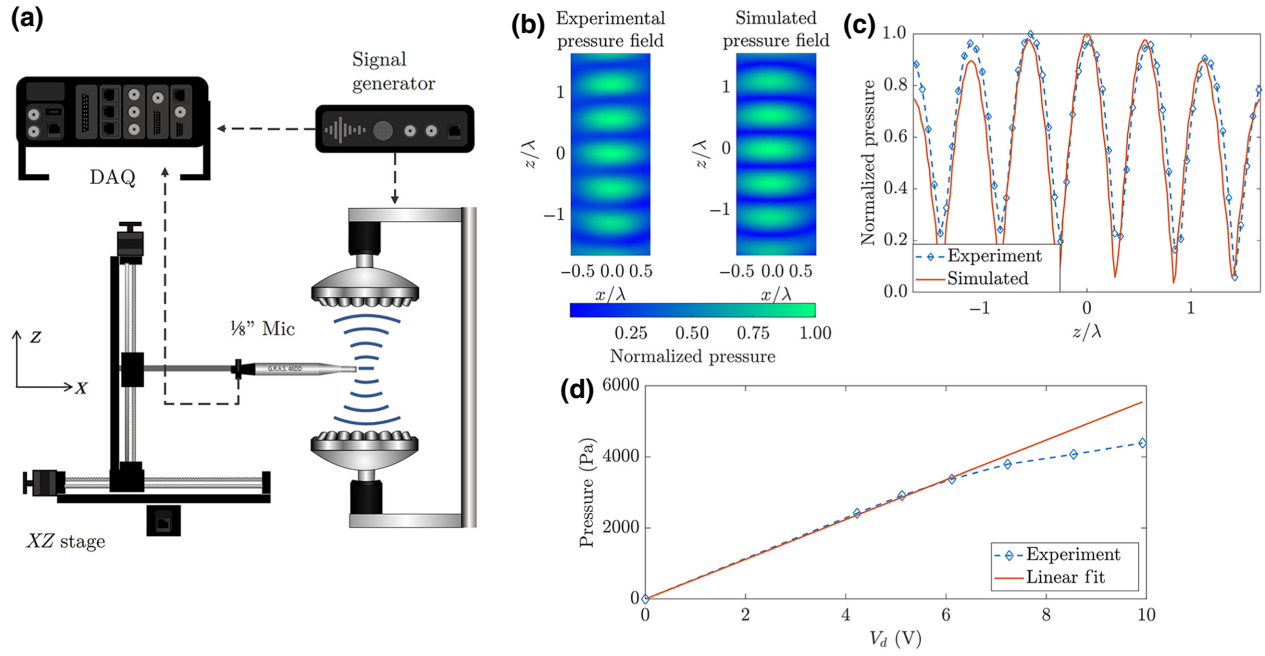 (a)
Signal
generator
DAQ
⅛” Mic
G.R.A.S. 46DD
Z
X
XZ stage
(b)
Experimental
pressure field
Simulated
pressure field
1
0
−1
z/λ
−0.5 0.0 0.5
x/λ
1
0
−1
z/λ
−0.5 0.0 0.5
x/λ
0.25 0.50 0.75 1.00
Normalized pressure
(c)
1.0
0.8
0.6
0.4
0.2
0.0
Normalized pressure
Experiment
Simulated
−1 0 1
z/λ
(d)
6000
4000
2000
0
Pressure (Pa)
Experiment
Linear fit
0 2 4 6 8 10
Vd (V)